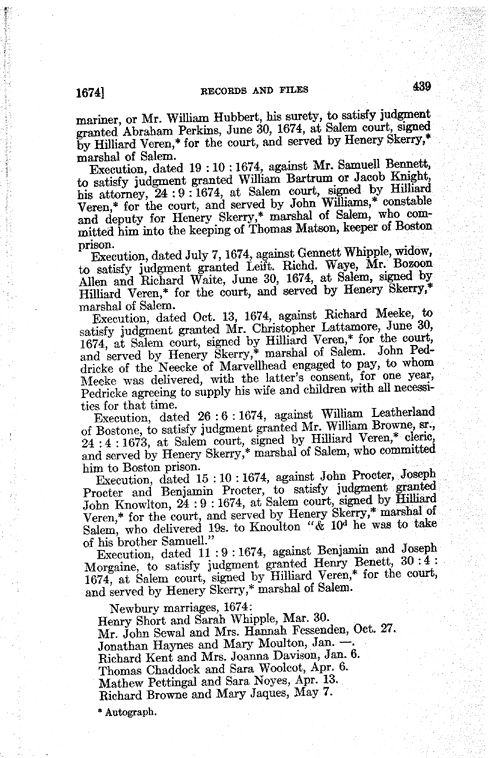 1674] RECORDS AND FILES 439
mariner, or Mr. William Hubbert, his surety, to satisfy judgment
granted Abraham Perkins, June 30, 1674, at Salem court, signed
by Hilliard Veren,* for the court, and served by Henery Skerry,*
marshal of Salem.
Execution, dated 19 : 10 : 1674, against Mr. Samuell Bennett,
to satisfy judgment granted William Bartrum or Jacob Knight,
his attorney, 24 : 9 : 1674, at Salem court, signed by Hilliard
Veren,* for the court, and served by John Williams,* constable
and deputy for Henery Skerry,* marshal of Salem, who com-
mitted him into the keeping of Thomas Matson, keeper of Boston
prison.
Execution, dated July 7, 1674, against Gennett Whipple, widow,
to satisfy judgment granted Leift. Richd. Waye, Mr. Bozoon
Allen and Richard Waite, June 30, 1674, at Salem, signed by
Hilliard Veren,* for the court, and served by Henery Skerry,*
marshal of Salem.
Execution, dated Oct. 13, 1674, against Richard Meeke, to
satisfy judgment granted Mr. Christopher Lattamore, June 30,
1674, at Salem court, signed by Hilliard Veren,* for the court,
and served by Henery Skerry,* marshal of Salem. John Ped-
dricke of the Neecke of Marvellhead engaged to pay, to whom
Meeke was delivered, with the latter's consent, for one year,
Pedricke agreeing to supply his wife and children with all necessi-
ties for that time.
Execution, dated 26 : 6 : 1674, against William Leatherland
of Bostone, to satisfy judgment granted Mr. William Browne, sr.,
24 : 4 : 1673, at Salem court, signed by Hilliard Veren,* cleric,
and served by Henery Skerry,* marshal of Salem, who committed
him to Boston prison.
Execution, dated 15 : 10 : 1674, against John Procter, Joseph
Procter and Benjamin Procter, to satisfy judgment granted
John Knowlton, 24 : 9 : 1674, at Salem court, signed by Hilliard
Veren,* for the court, and served by Henery Skerry,* marshal of
Salem, who delivered 19s. to Knoulton "& 10d he was to take
of his brother Samuell."
Execution, dated 11 : 9 : 1674, against Benjamin and Joseph
Morgaine, to satisfy judgment granted Henry Benett, 30 : 4 :
1674, at Salem court, signed by Hilliard Veren,* for the court,
and served by Henery Skerry,* marshal of Salem.
Newbury marriages, 1674:
Henry Short and Sarah Whipple, Mar. 30.
Mr. John Sewal and Mrs. Hannah Fessenden, Oct. 27.
Jonathan Haynes and Mary Moulton, Jan. —.
Richard Kent and Mrs. Joanna Davison, Jan. 6.
Thomas Chaddock and Sara Woolcot, Apr. 6.
Mathew Pettingal and Sara Noyes, Apr. 13.
Richard Browne and Mary Jaques, May 7.
* Autograph.